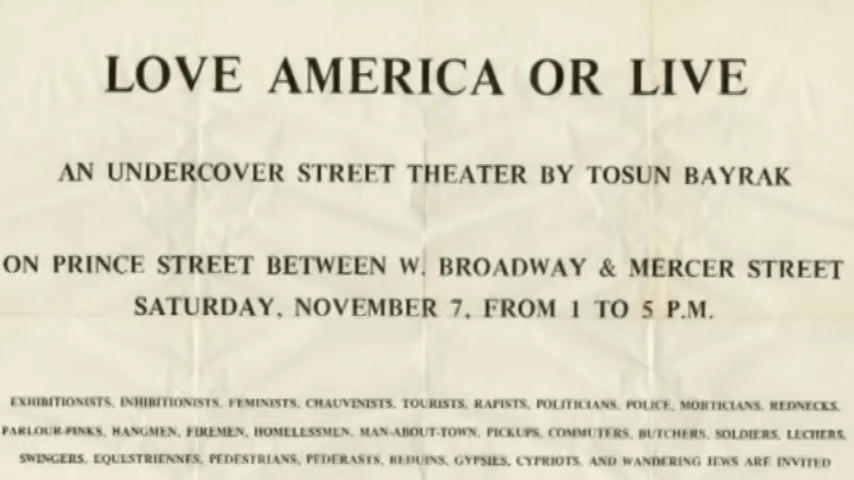 LOVE AMERICA OR LIVE
AN UNDERCOVER STREET THEATER BY TOSUN BAYRAK
ON PRINCE STREET BETWEEN W. BROADWAY & MERCER STREET
SATURDAY, NOVEMBER 7, FROM 1 TO 5 P.M.
EXHIBITIONISTS, INHIBITIONISTS, FEMINISTS, CHAUVINISTS, TOURISTS, RAPISTS, POLITICIANS, POLICE, MORTICIANS, REDNECKS,
PARLOUR-PINKS, HANGMEN, FIREMEN, HOMELESSMEN, MAN-ABOUT-TOWN, PICKUPS, COMMUTERS, BUTCHERS, SOLDIERS, LECHERS,
SWINGERS, EQUESTRIENNES, PEDESTRIANS, PEDERASTS, BEDUINS, GYPSIES, CYPRIOTS, AND WANDERING JEWS ARE INVITED